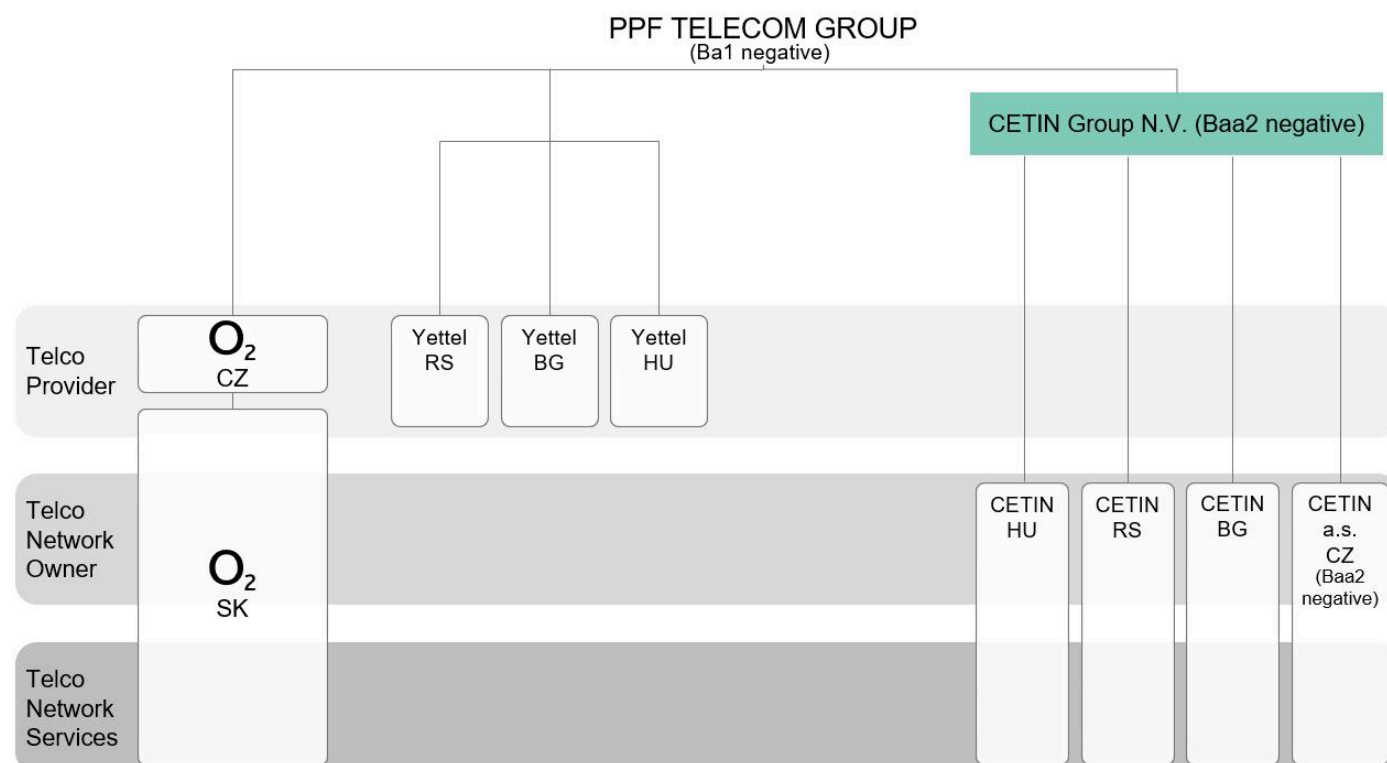 PPF TELECOM GROUP
(Ba1 negative)
CETIN Group N.V. (Baa2 negative)
Telco
Provider
O2
CZ
Yettel
RS
Yettel
BG
Yettel
HU
Telco
Network
Owner
O2
SK
CETIN
HU
CETIN
RS
CETIN
BG
CETIN
a.s.
CZ
(Baa2
negative)
Telco
Network
Services